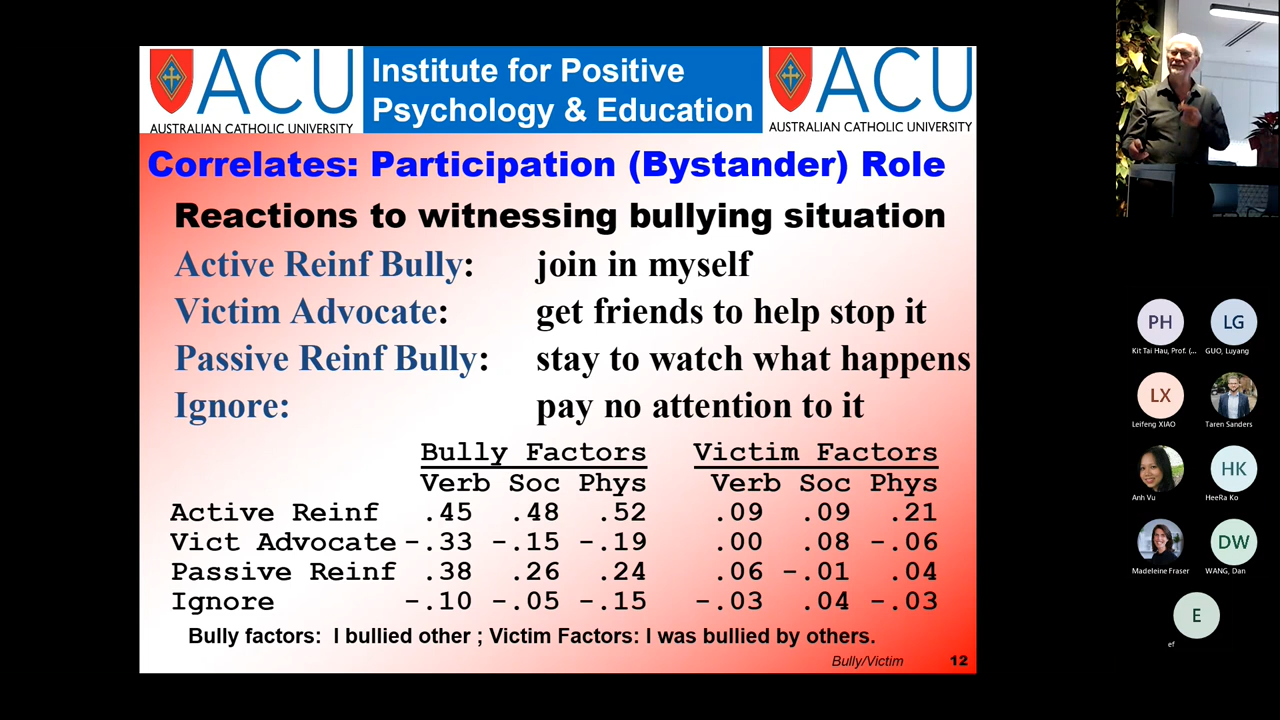 ACU
AUSTRALIAN CATHOLIC UNIVERSITY
Institute for Positive
Psychology & Education
ACU
AUSTRALIAN CATHOLIC UNIVERSITY
Correlates: Participation (Bystander) Role
Reactions to witnessing bullying situation
Active Reinf Bully: join in myself
Victim Advocate: get friends to help stop it
Passive Reinf Bully: stay to watch what happens
Ignore: pay no attention to it
Bully Factors Victim Factors
Verb Soc Phys Verb Soc Phys
Active Reinf .45 .48 .52 .09 .09 .21
Vict Advocate -.33 -.15 -.19 .00 .08 -.06
Passive Reinf .38 .26 .24 .06 -.01 .04
Ignore -.10 -.05 -.15 -.03 .04 -.03
Bully factors: I bullied other ; Victim Factors: I was bullied by others.
Bully/Victim 12
PH LG
Kit Tai Hau, Prof. (... GUO, Luyang
LX
Leifeng XIAO Taren Sanders
HK
Anh Vu HeeRa Ko
DW
Madeleine Fraser WANG, Dan
E
ef